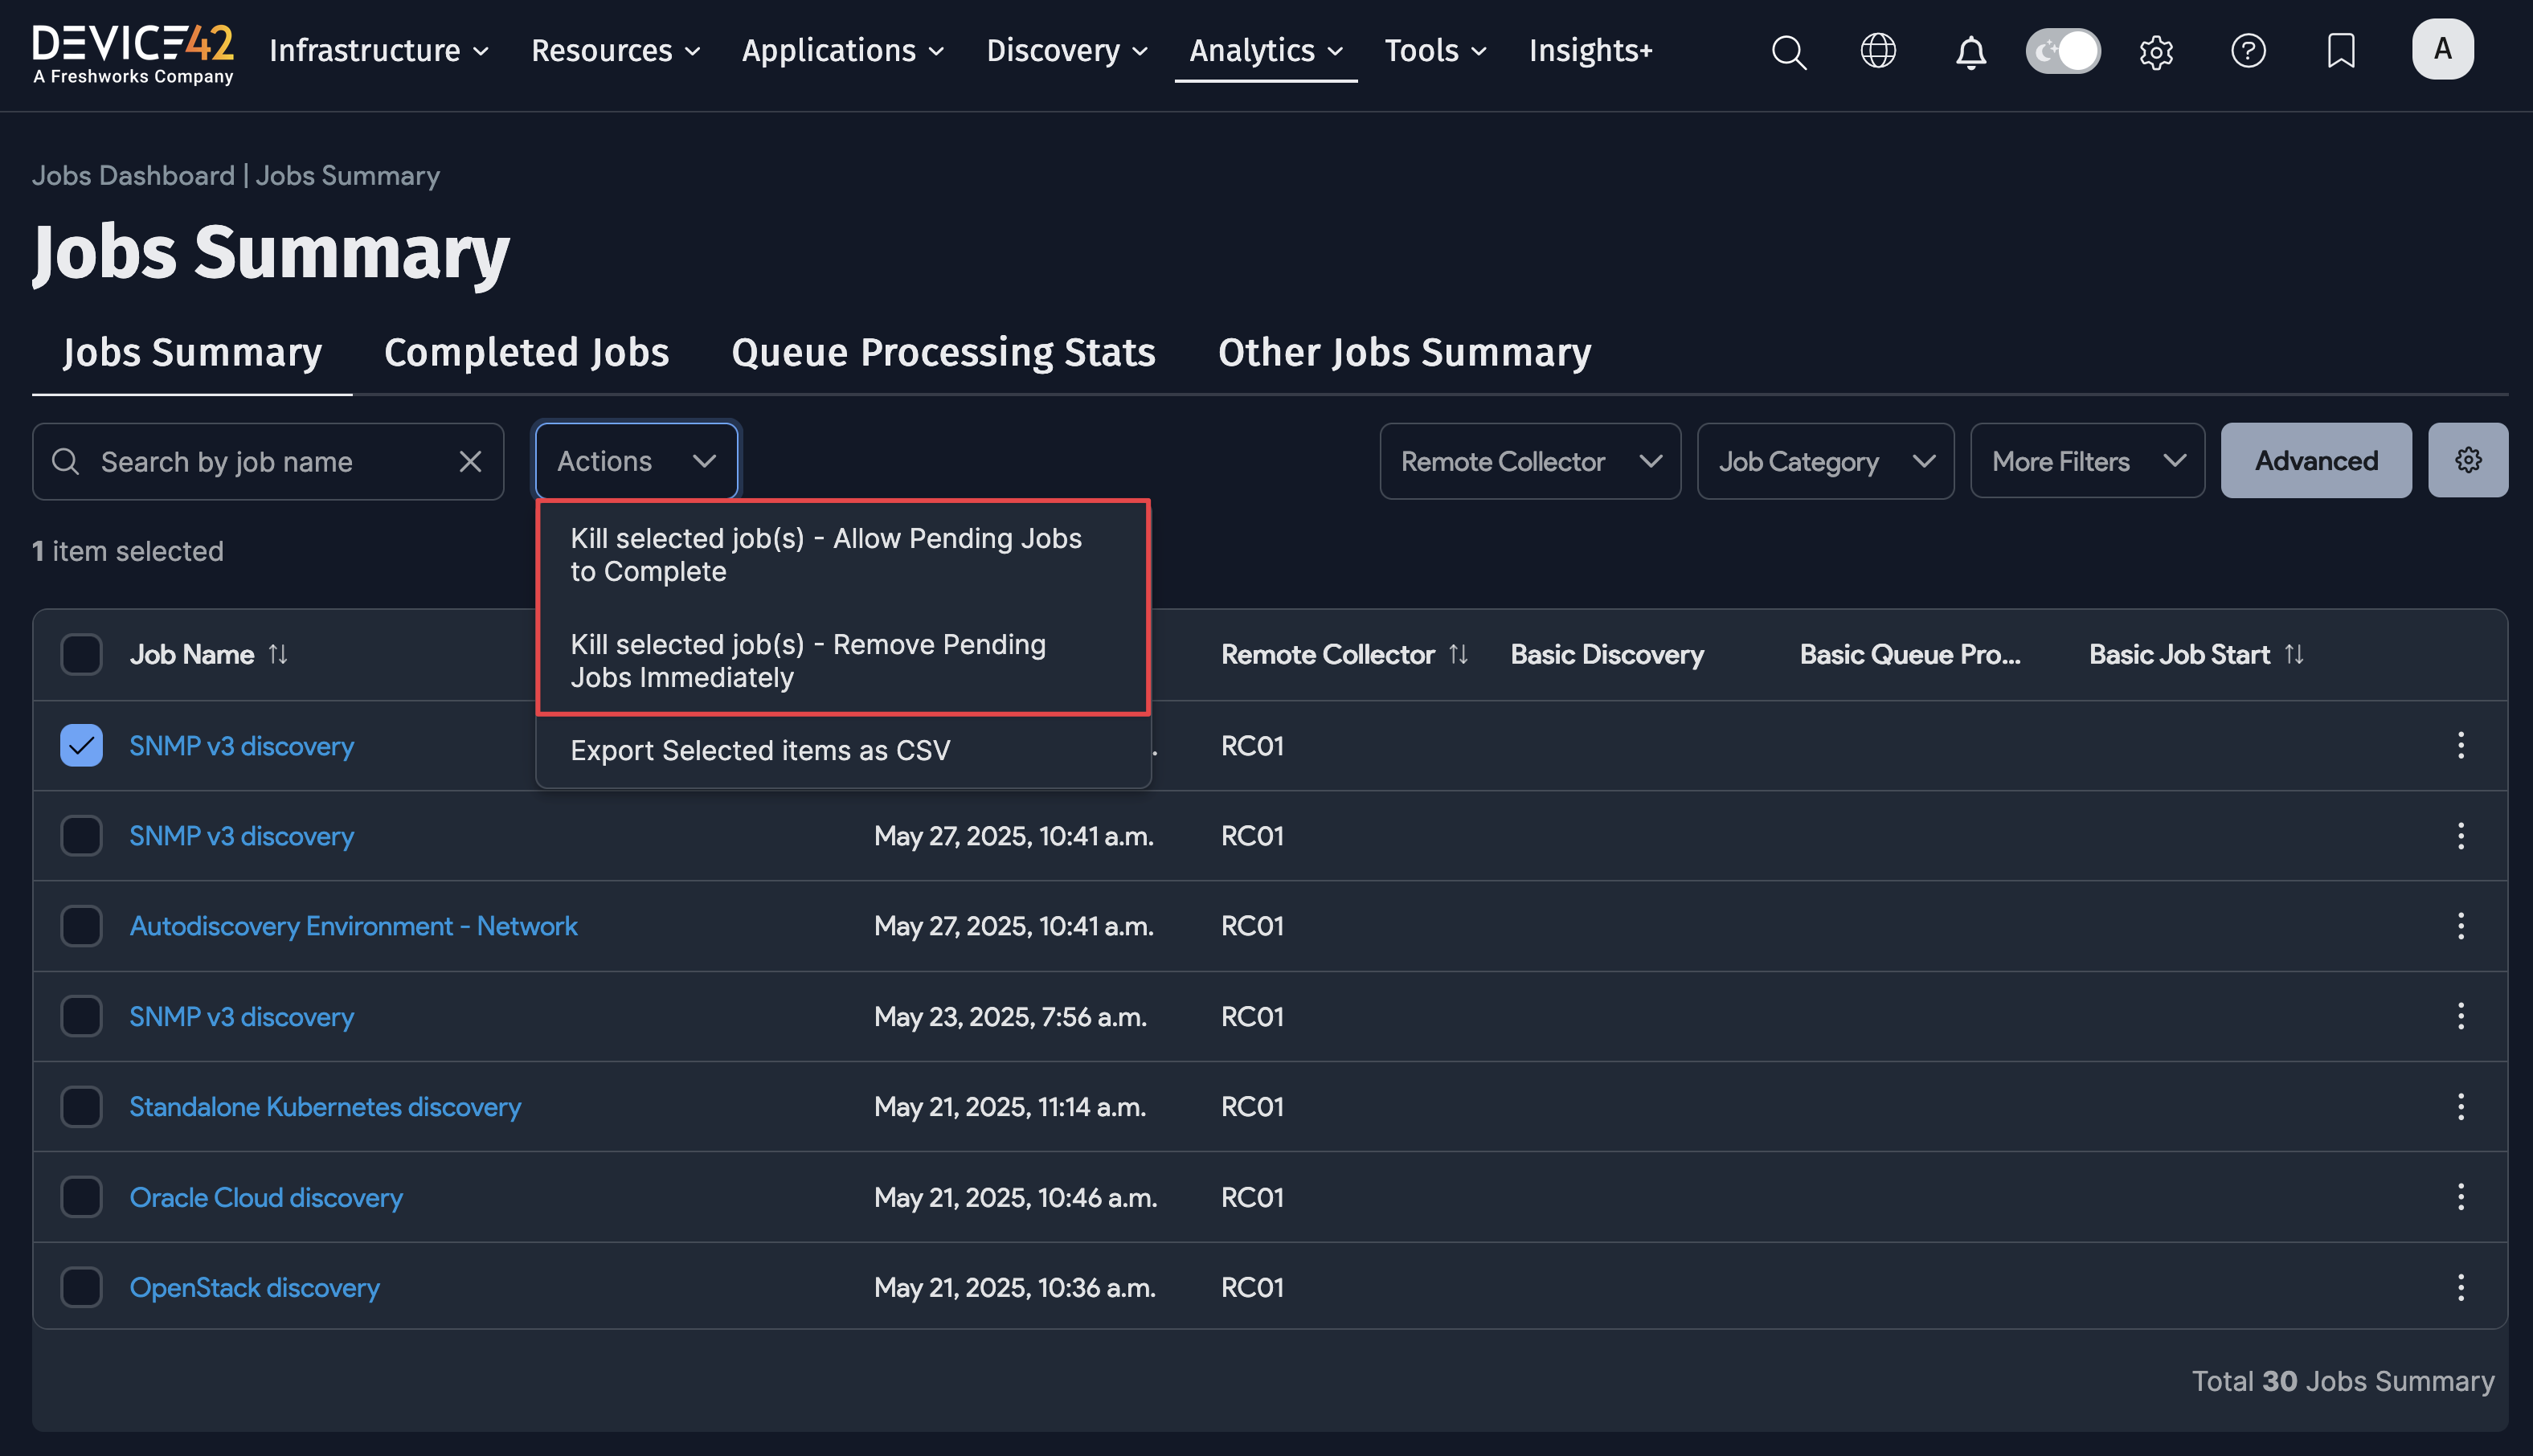 DEVICE42
A Freshworks Company
Infrastructure
Resources
Applications
Discovery
Analytics
Tools
Insights+
A
Jobs Dashboard | Jobs Summary
Jobs Summary
Jobs Summary
Completed Jobs
Queue Processing Stats
Other Jobs Summary
Search by job name
Actions
Remote Collector
Job Category
More Filters
Advanced
1 item selected
Kill selected job(s) - Allow Pending Jobs
to Complete
Kill selected job(s) - Remove Pending
Jobs Immediately
Export Selected items as CSV
Job Name
Remote Collector
Basic Discovery
Basic Queue Pro...
Basic Job Start
SNMP v3 discovery
RC01
SNMP v3 discovery
May 27, 2025, 10:41 a.m.
RC01
Autodiscovery Environment - Network
May 27, 2025, 10:41 a.m.
RC01
SNMP v3 discovery
May 23, 2025, 7:56 a.m.
RC01
Standalone Kubernetes discovery
May 21, 2025, 11:14 a.m.
RC01
Oracle Cloud discovery
May 21, 2025, 10:46 a.m.
RC01
OpenStack discovery
May 21, 2025, 10:36 a.m.
RC01
Total 30 Jobs Summary